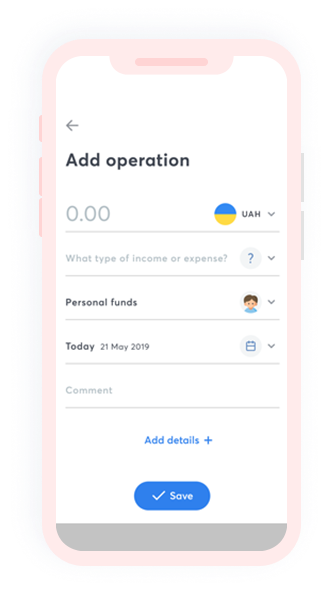 Add operation
0.00 UAH
What type of income or expense? ?
Personal funds
Today 21 May 2019
Comment
Add details +
Save